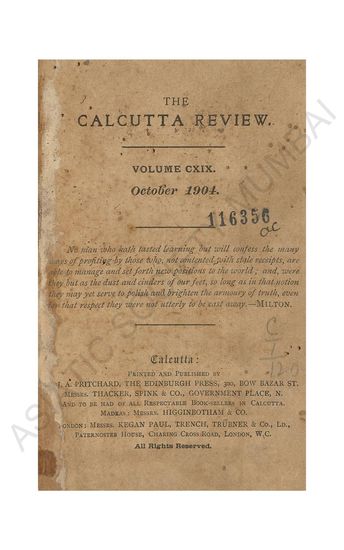 THE
CALCUTTA REVIEW.
VOLUME CXIX.
October 1904.
116356
No man who hath tasted learning but will confess the many
ways of profiting by those who, not contented with stale receipts, are
able to manage and set forth new positions to the world; and, were
they but as the dust and cinders of our feet, so long as in that notion
they may yet serve to polish and brighten the armoury of truth, even
for that respect they were not utterly to be cast away.—MILTON.
C
120
Calcutta:
PRINTED AND PUBLISHED BY
J. A. PRITCHARD, THE EDINBURGH PRESS, 300, BOW BAZAR ST.
MESSRS. THACKER, SPINK & CO., GOVERNMENT PLACE, N.
AND TO BE HAD OF ALL RESPECTABLE BOOK-SELLERS IN CALCUTTA.
MADRAS: MESSRS. HIGGINBOTHAM & CO.
LONDON: MESSRS. KEGAN PAUL, TRENCH, TRÜBNER & CO., LD.,
PATERNOSTER HOUSE, CHARING CROSS ROAD, LONDON, W.C.
All Rights Reserved.
ASIATIC
MUMBAI